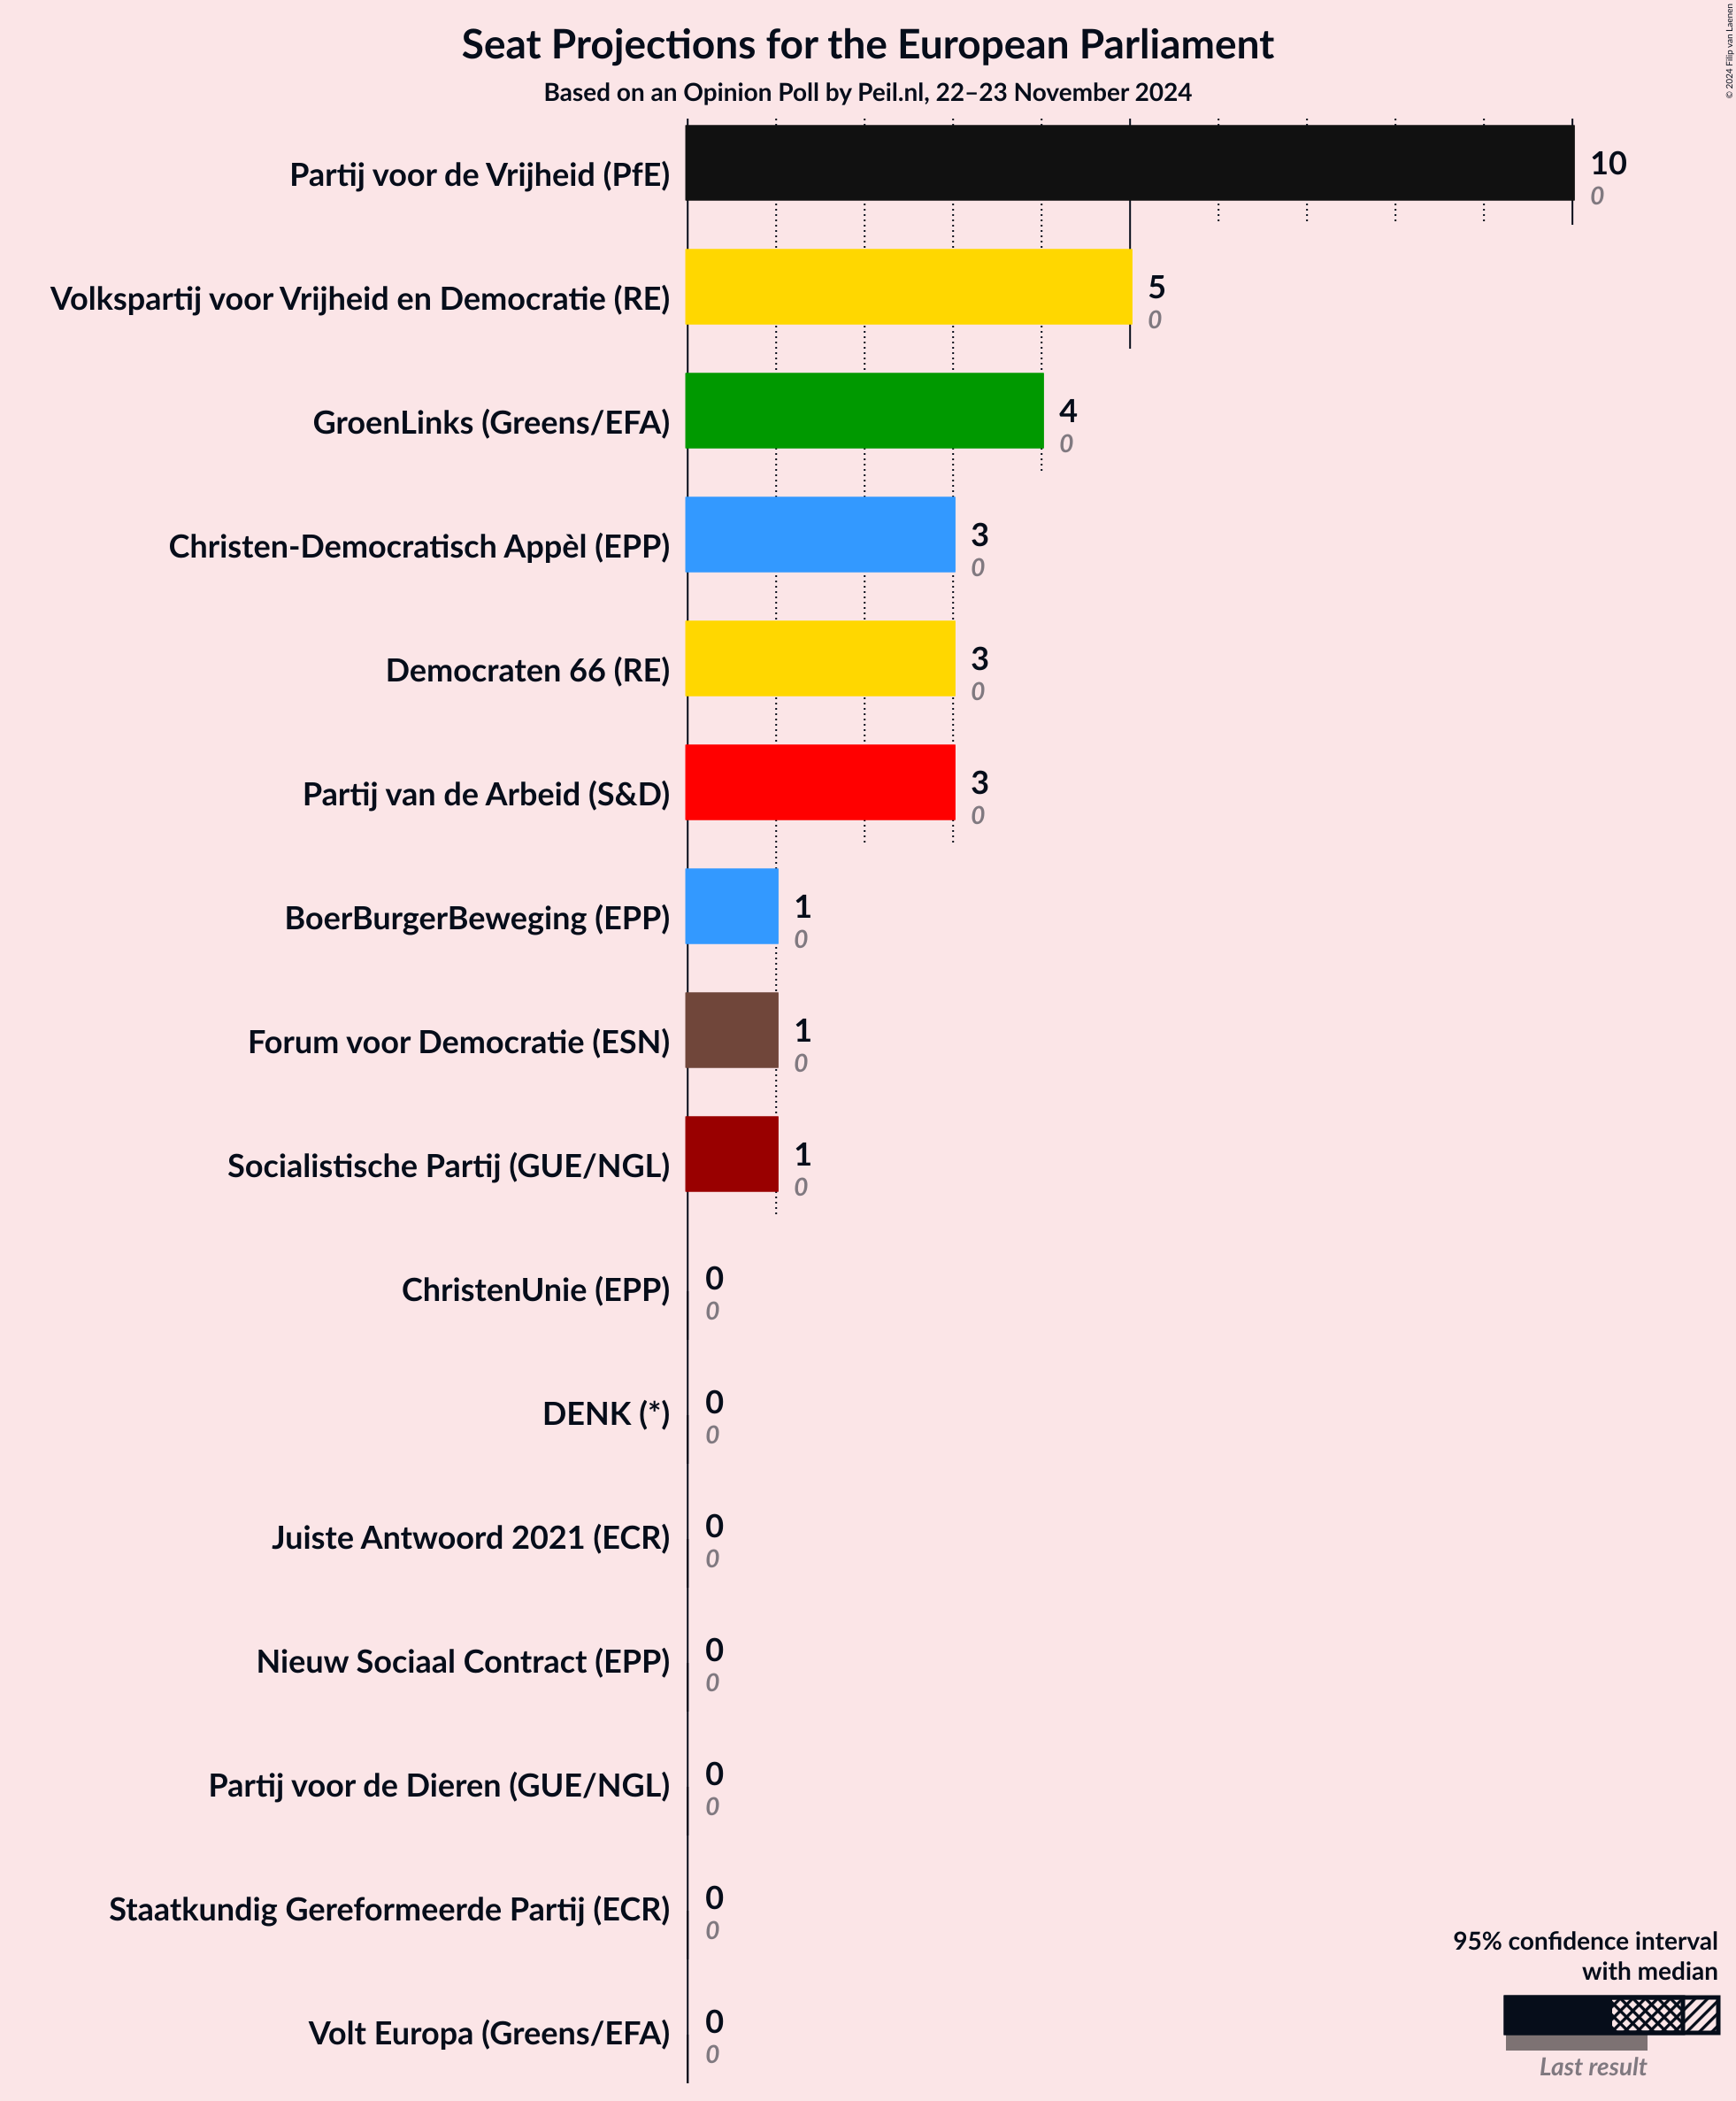 Seat Projections for the European Parliament
Based on an Opinion Poll by Peil.nl, 22–23 November 2024
© 2024 Filip van Laenen
Partij voor de Vrijheid (PfE)
10
0
Volkspartij voor Vrijheid en Democratie (RE)
5
0
GroenLinks (Greens/EFA)
4
0
Christen-Democratisch Appèl (EPP)
3
0
Democraten 66 (RE)
3
0
Partij van de Arbeid (S&D)
3
0
BoerBurgerBeweging (EPP)
1
0
Forum voor Democratie (ESN)
1
0
Socialistische Partij (GUE/NGL)
1
0
ChristenUnie (EPP)
0
0
DENK (*)
0
0
Juiste Antwoord 2021 (ECR)
0
0
Nieuw Sociaal Contract (EPP)
0
0
Partij voor de Dieren (GUE/NGL)
0
0
Staatkundig Gereformeerde Partij (ECR)
0
0
Volt Europa (Greens/EFA)
0
0
95% confidence interval
with median
Last result